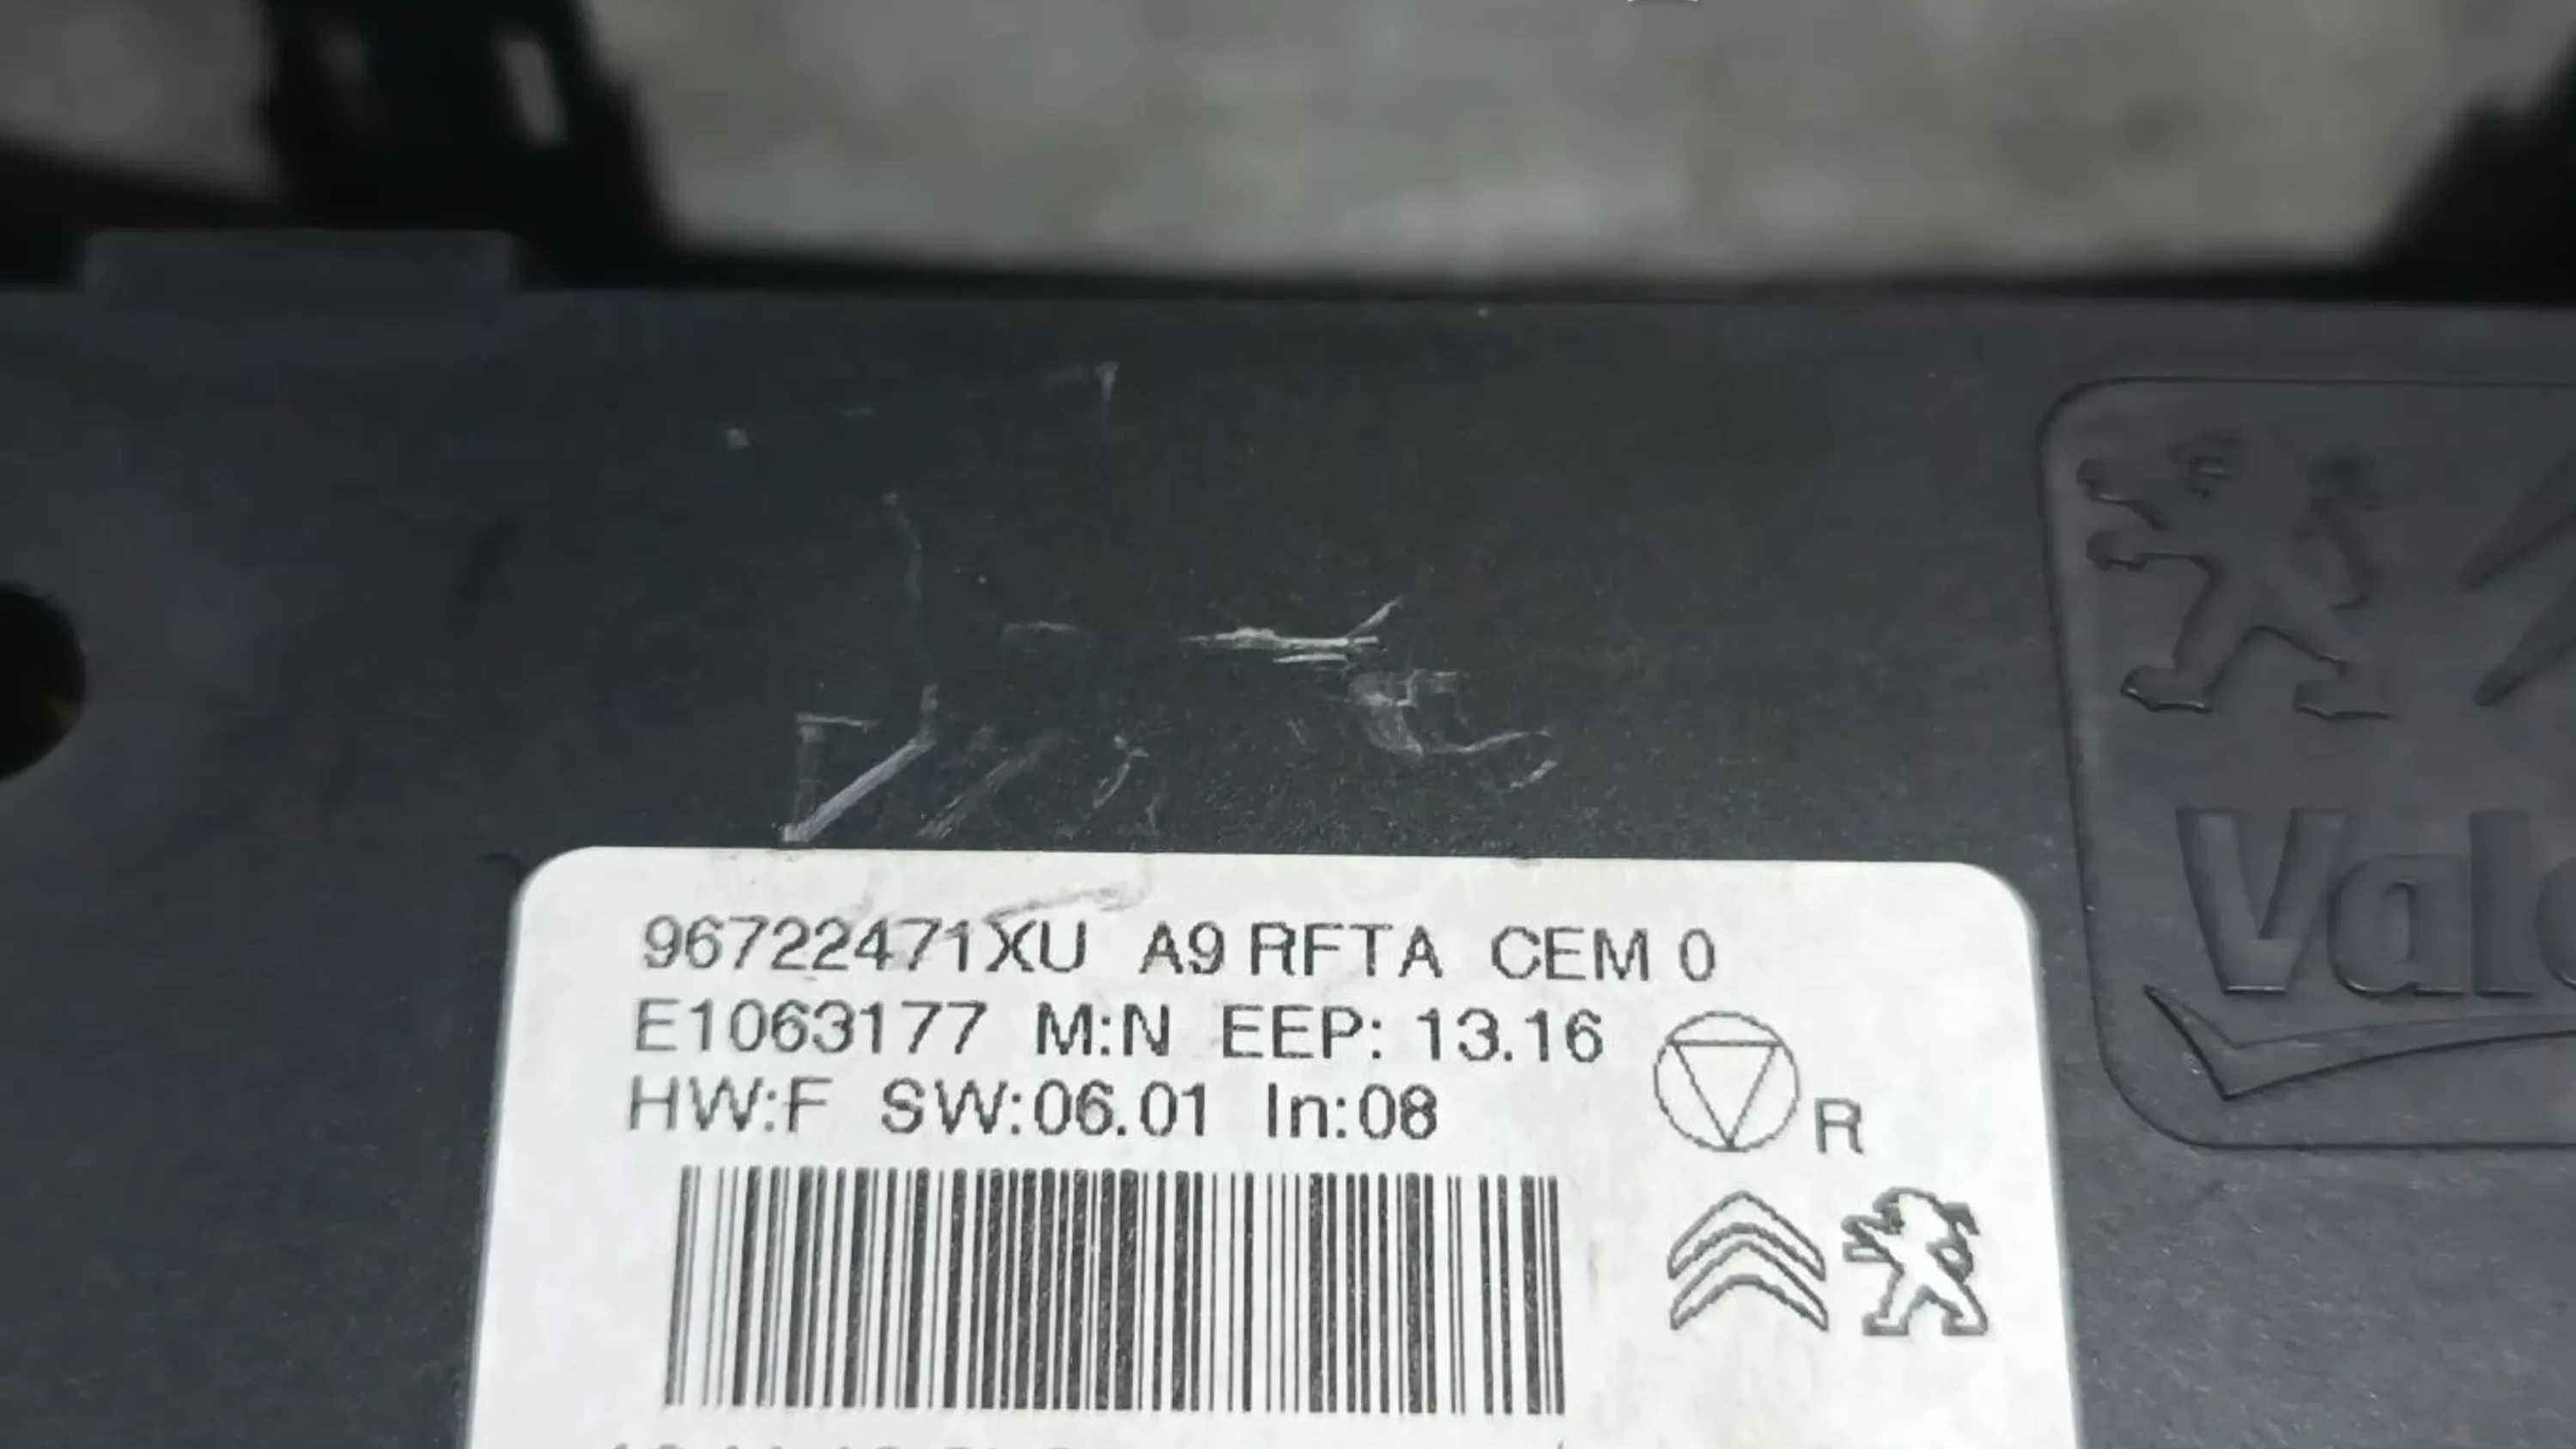 96722471XU A9 RFTA CEM 0
E1063177 M:N EEP: 13.16
HW:F SW:06.01 In:08
R